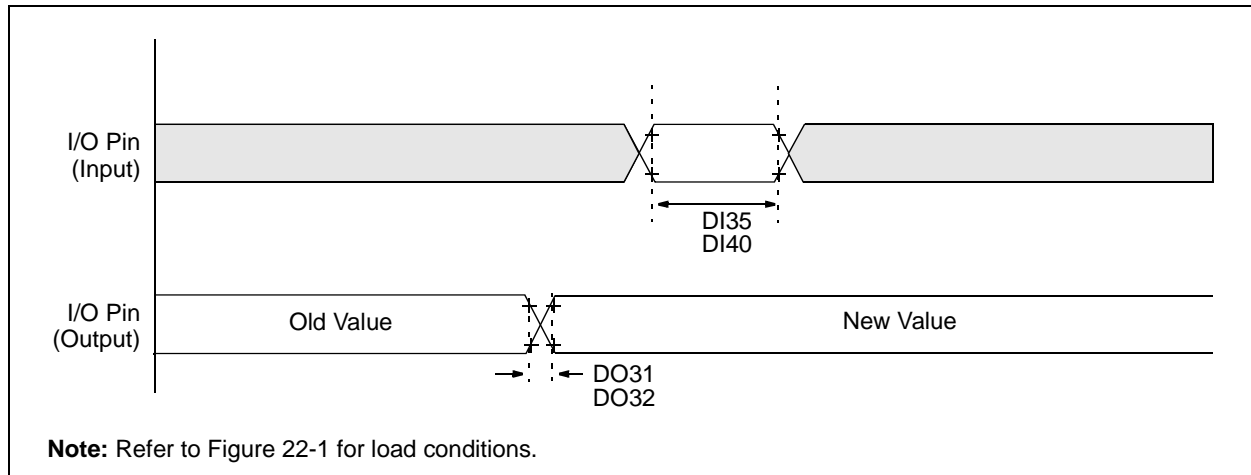 I/O Pin
(Input)
DI35
DI40
I/O Pin
(Output)
Old Value
New Value
DO31
DO32
Note: Refer to Figure 22-1 for load conditions.